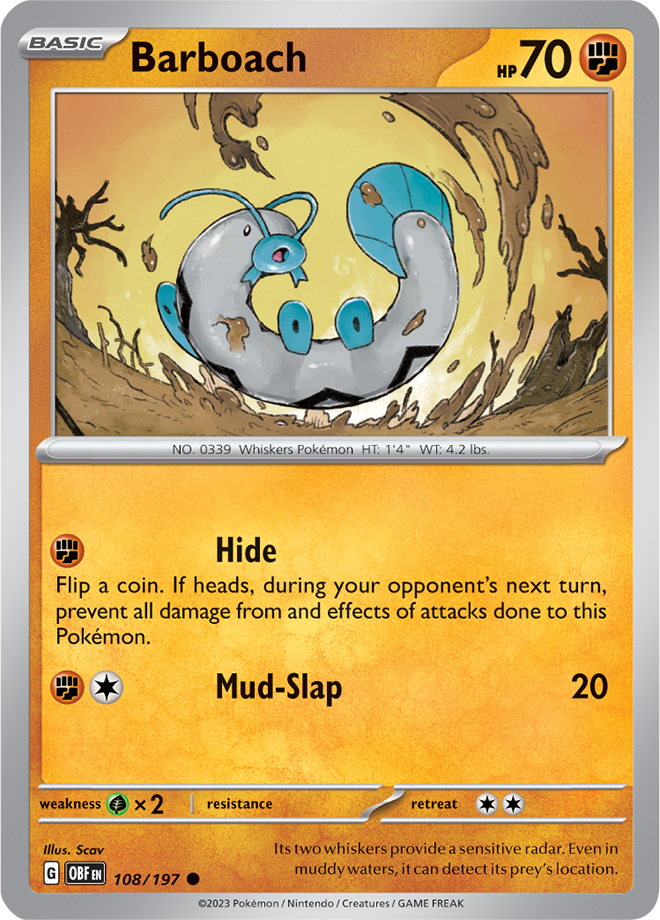 BASIC
Barboach
HP 70
NO. 0339 Whiskers Pokémon HT: 1'4" WT: 4.2 lbs.
Hide
Flip a coin. If heads, during your opponent's next turn,
prevent all damage from and effects of attacks done to this
Pokémon.
Mud-Slap 20
weakness ×2 resistance retreat
Illus. Scav
Its two whiskers provide a sensitive radar. Even in
muddy waters, it can detect its prey's location.
G OBF EN 108/197
©2023 Pokémon / Nintendo / Creatures / GAME FREAK